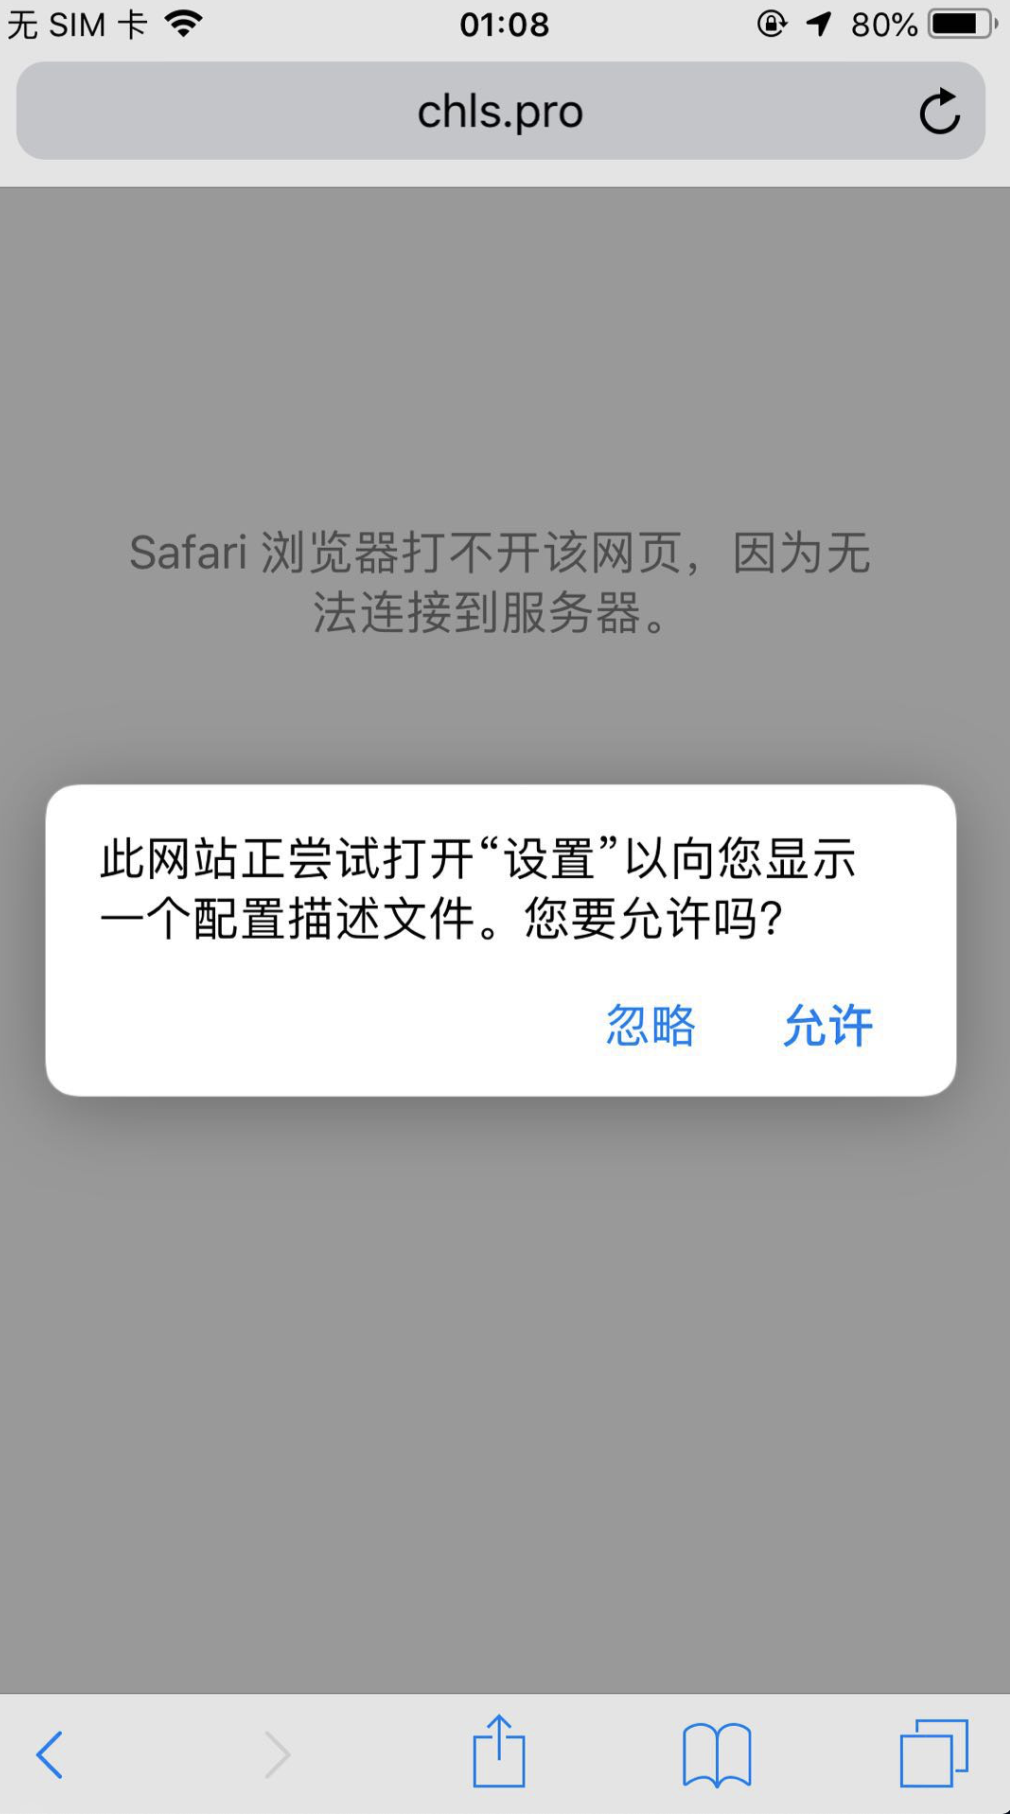 无 SIM 卡
01:08
80%
chls.pro
Safari 浏览器打不开该网页，因为无
法连接到服务器。
此网站正尝试打开“设置”以向您显示
一个配置描述文件。您要允许吗？
忽略
允许